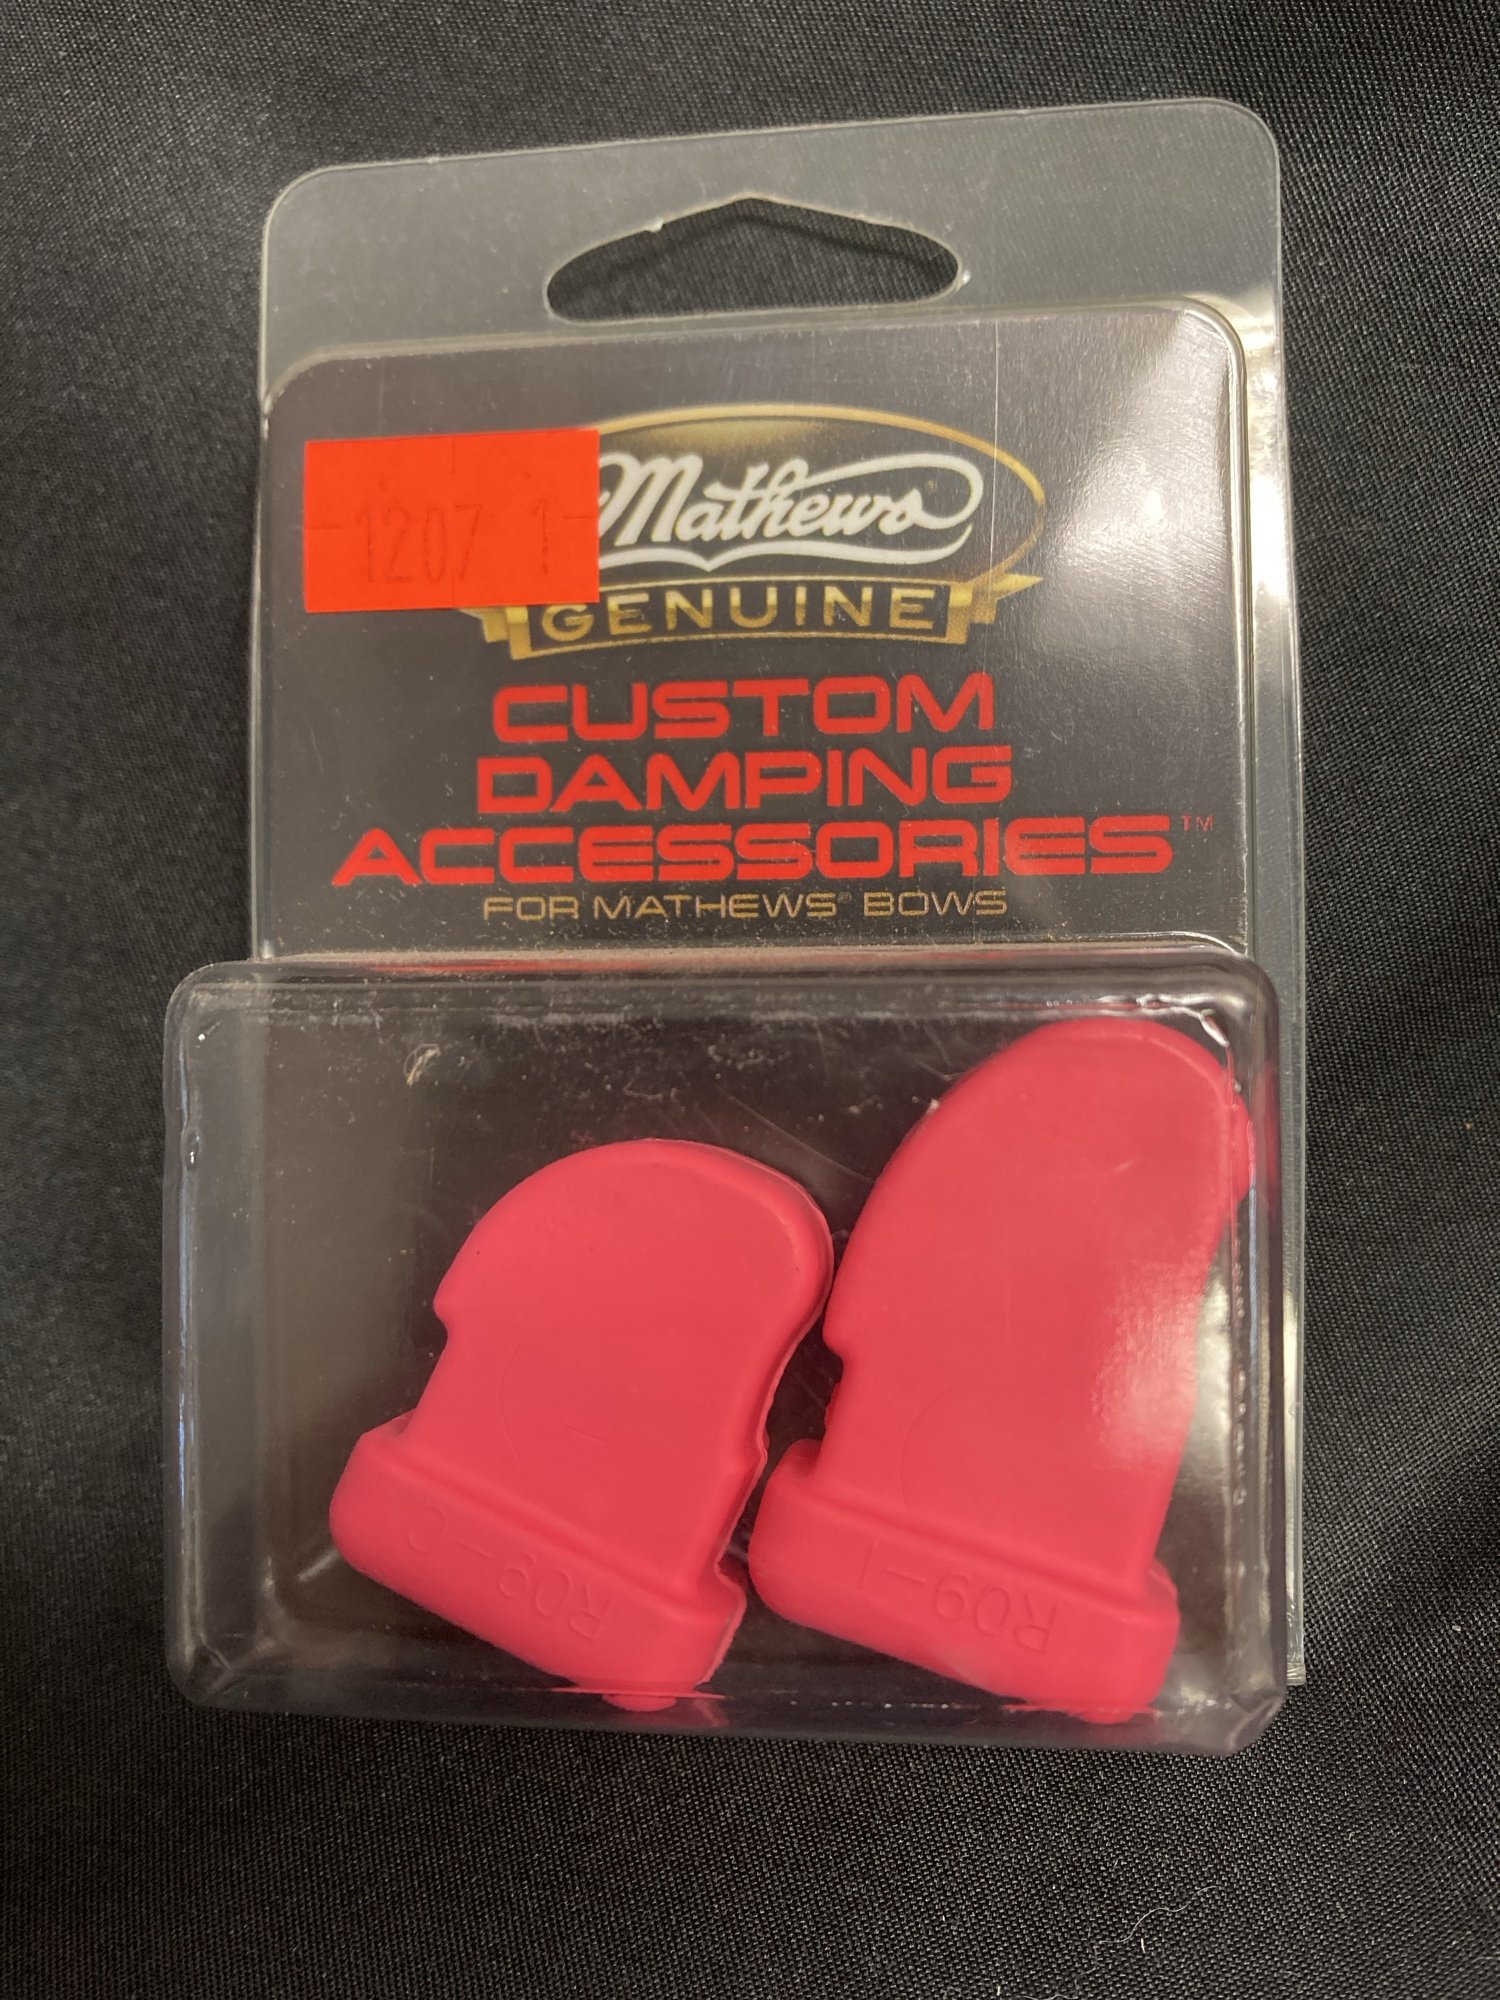 1207 1
Mathews
GENUINE
CUSTOM
DAMPING
ACCESSORIES™
FOR MATHEWS® BOWS
R09-0
R09-1